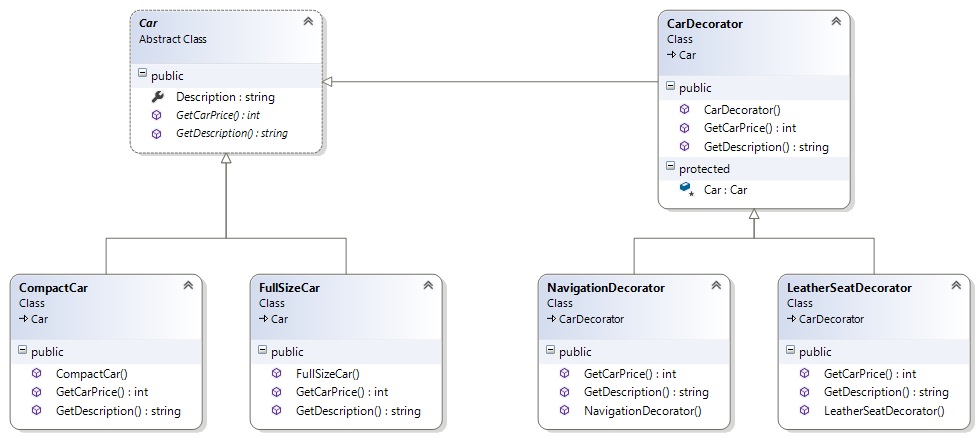 Car
Abstract Class
public
Description : string
GetCarPrice() : int
GetDescription() : string
CarDecorator
Class
Car
public
CarDecorator()
GetCarPrice() : int
GetDescription() : string
protected
Car : Car
CompactCar
Class
Car
public
CompactCar()
GetCarPrice() : int
GetDescription() : string
FullSizeCar
Class
Car
public
FullSizeCar()
GetCarPrice() : int
GetDescription() : string
NavigationDecorator
Class
CarDecorator
public
GetCarPrice() : int
GetDescription() : string
NavigationDecorator()
LeatherSeatDecorator
Class
CarDecorator
public
GetCarPrice() : int
GetDescription() : string
LeatherSeatDecorator()